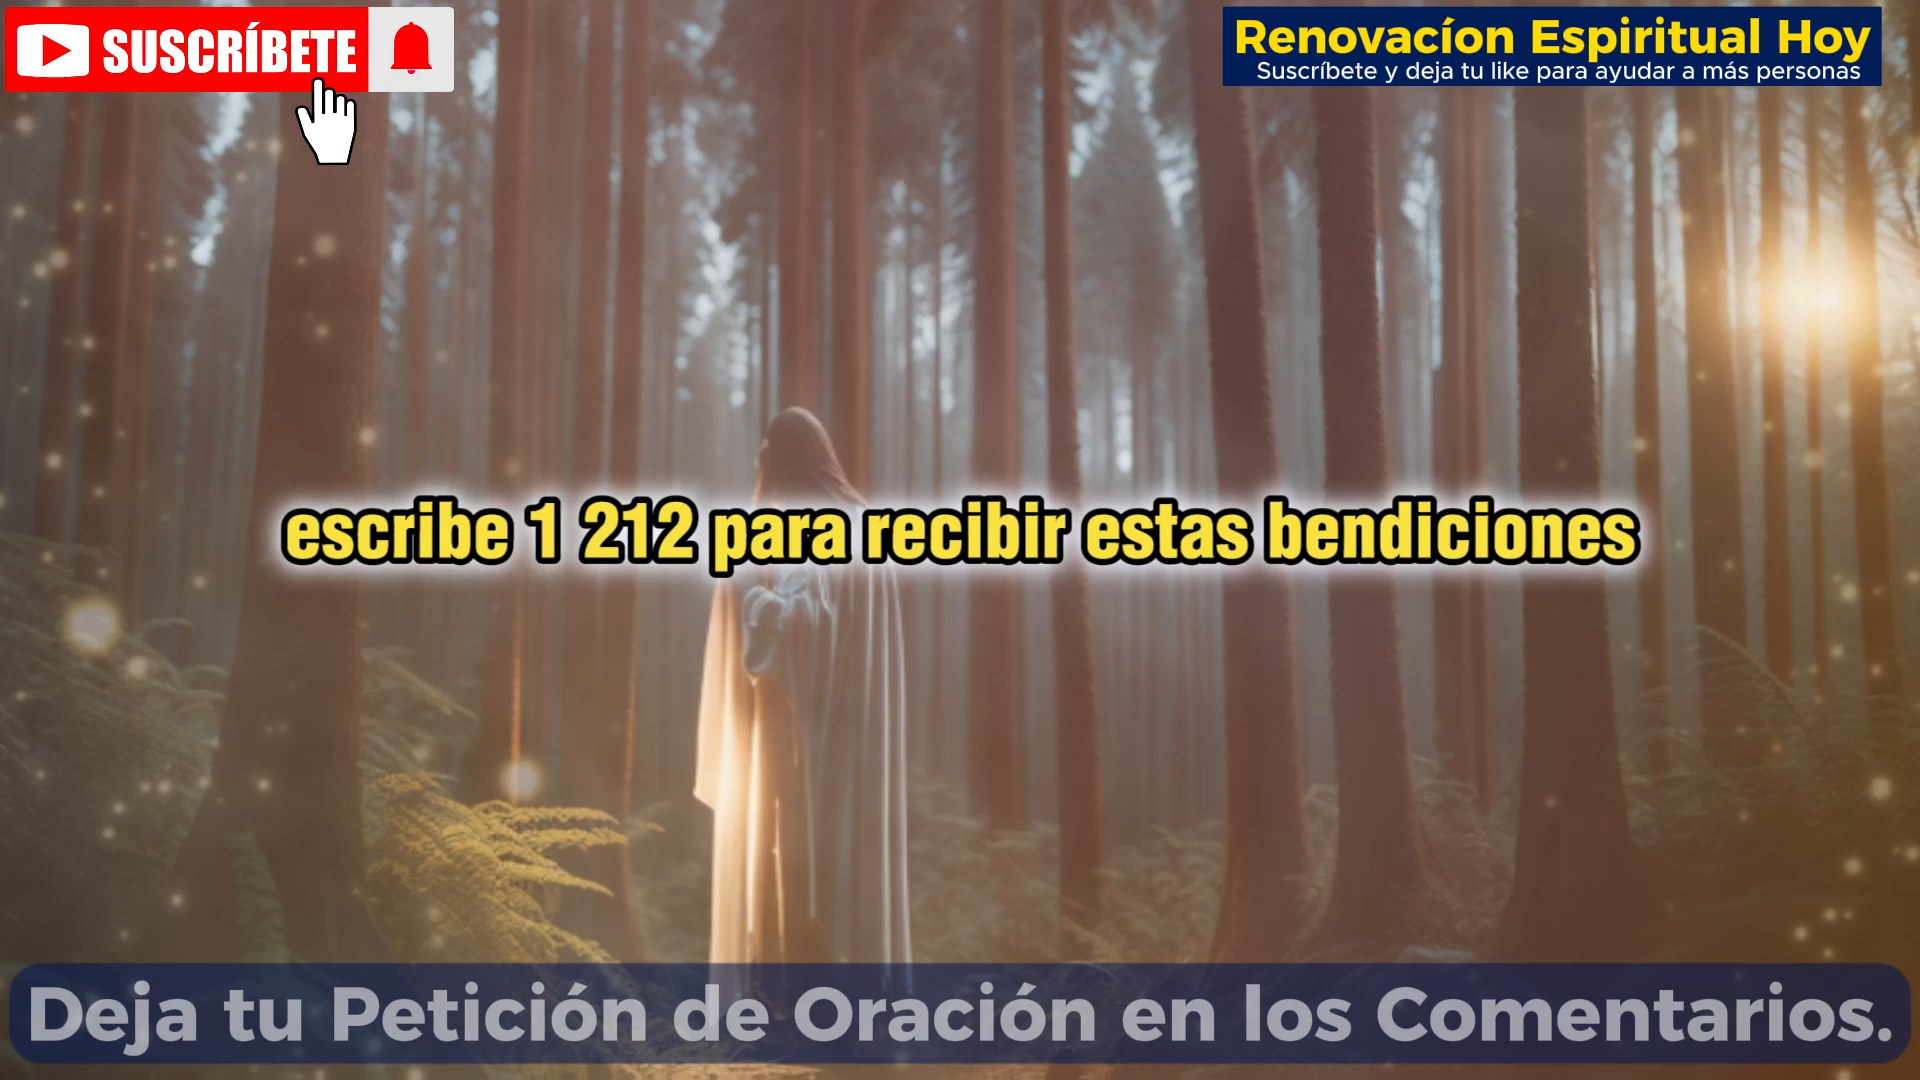 SUSCRÍBETE
Renovacíon Espiritual Hoy
Suscríbete y deja tu like para ayudar a más personas
escribe 1 212 para recibir estas bendiciones
Deja tu Petición de Oración en los Comentarios.